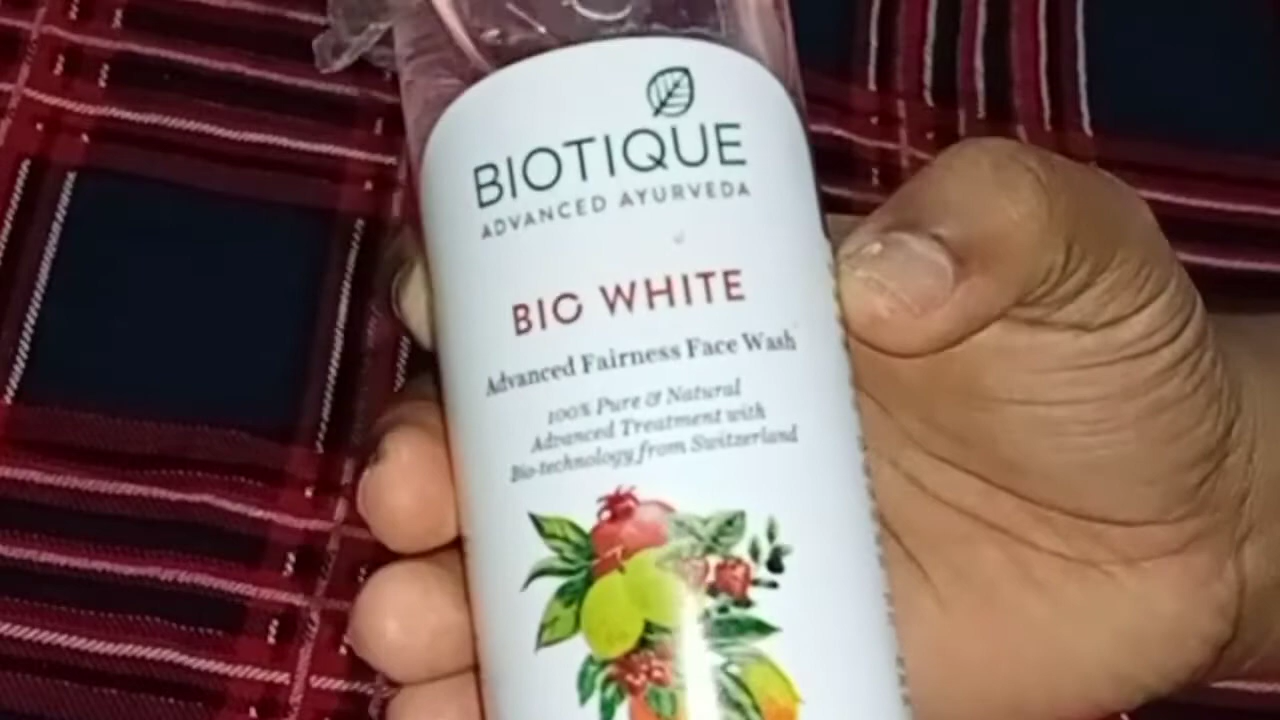 BIOTIQUE
ADVANCED AYURVEDA
BIO WHITE
Advanced Fairness Face Wash
100% Pure & Natural
Advanced Treatment with
Bio-technology from Switzerland